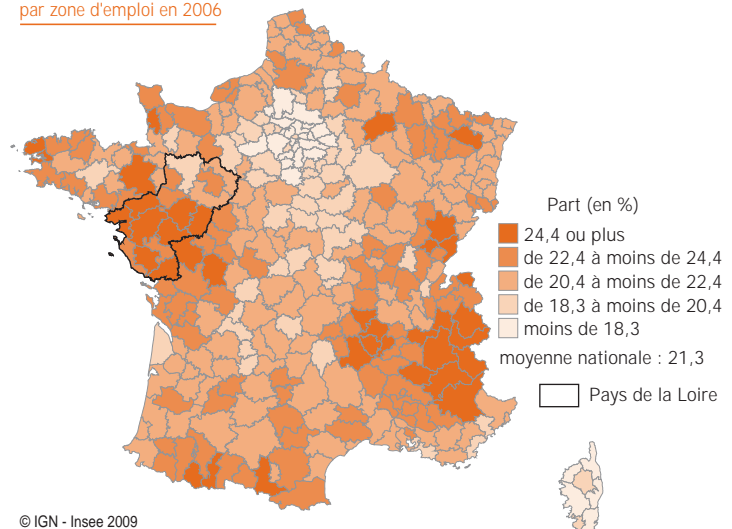 par zone d'emploi en 2006
Part (en %)
24,4 ou plus
de 22,4 à moins de 24,4
de 20,4 à moins de 22,4
de 18,3 à moins de 20,4
moins de 18,3
moyenne nationale : 21,3
Pays de la Loire
© IGN - Insee 2009